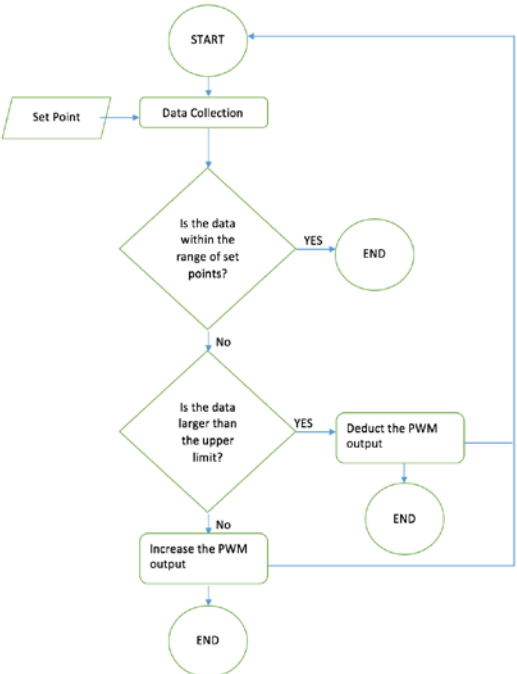 START
Set Point
Data Collection
Is the data
within the
range of set
points?
YES
END
No
Is the data
larger than
the upper
limit?
YES
Deduct the PWM
output
END
No
Increase the PWM
output
END